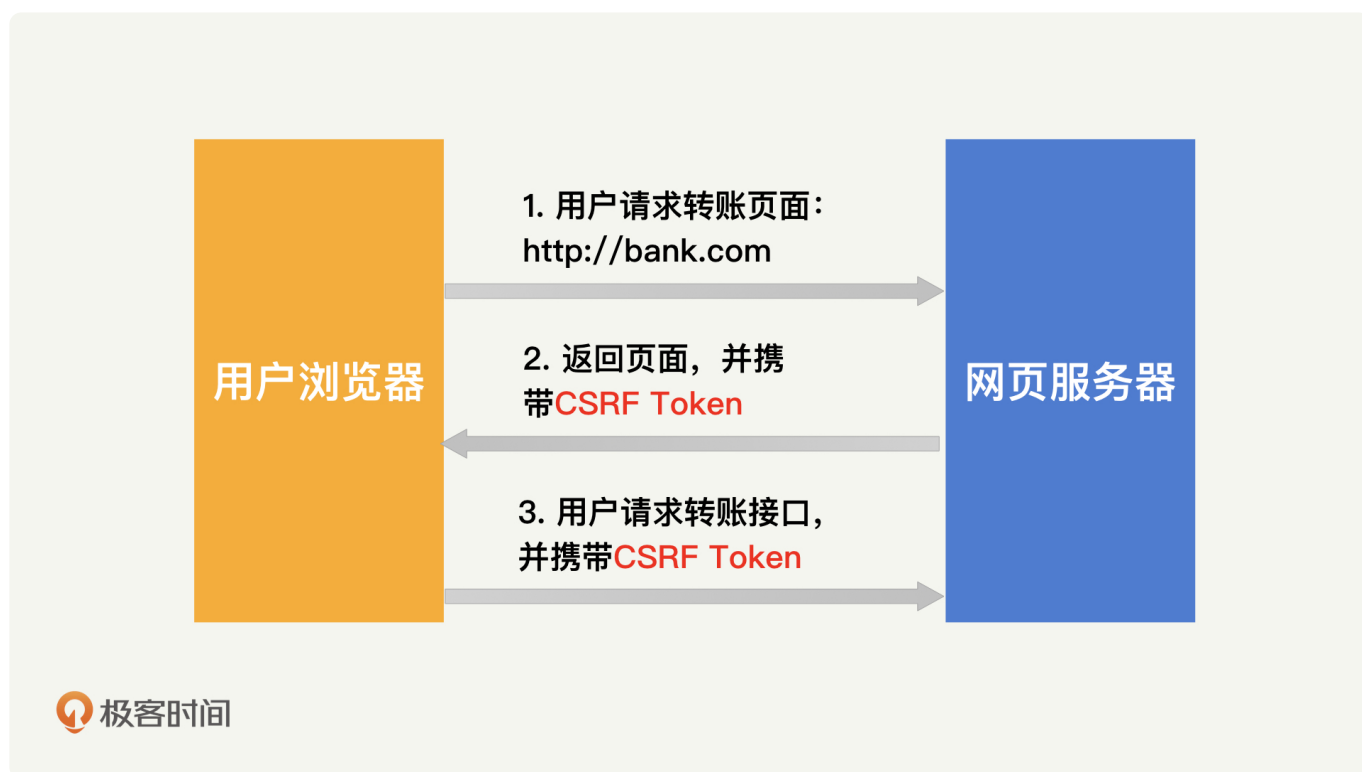 1. 用户请求转账页面：
http://bank.com
2. 返回页面，并携
带CSRF Token
用户浏览器
网页服务器
3. 用户请求转账接口，
并携带CSRF Token
极客时间